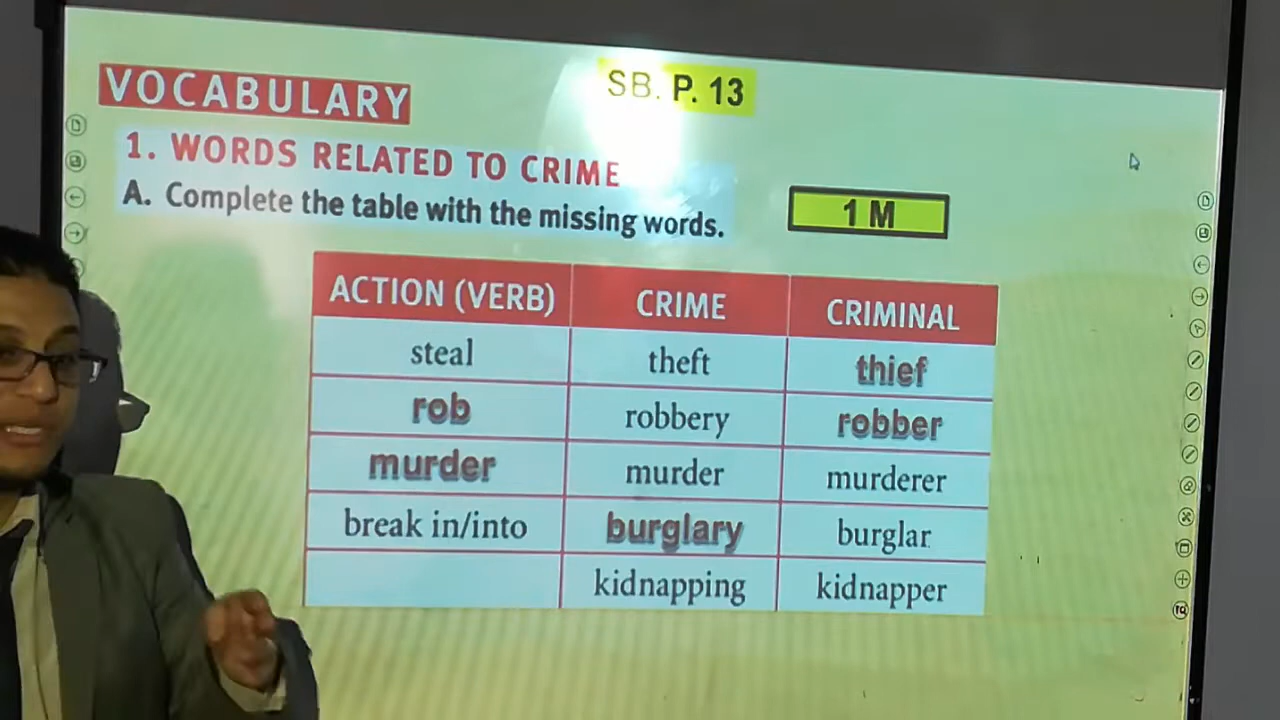 VOCABULARY
SB. P. 13
1. WORDS RELATED TO CRIME
A. Complete the table with the missing words.
1 M
ACTION (VERB) CRIME CRIMINAL
steal theft thief
rob robbery robber
murder murder murderer
break in/into burglary burglar
kidnapping kidnapper